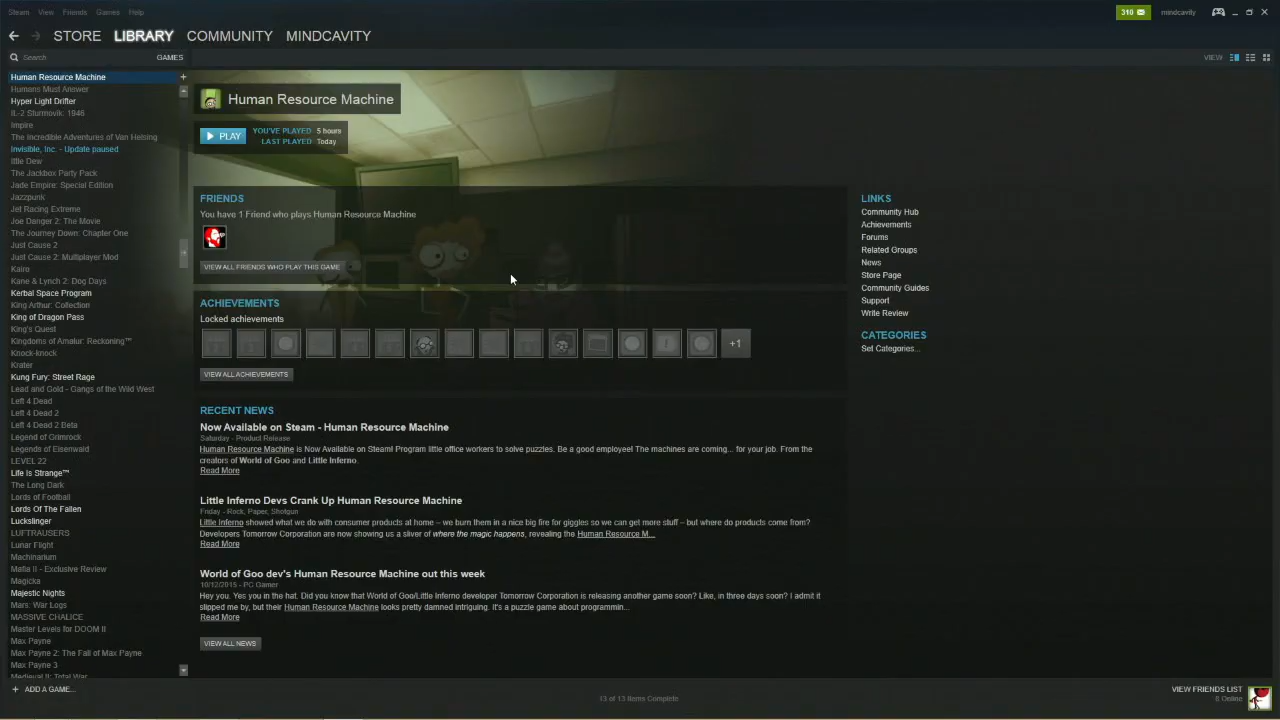 Steam View Friends Games Help
319
mindcavity
STORE LIBRARY COMMUNITY MINDCAVITY
Search GAMES
VIEW
Human Resource Machine
Humans Must Answer
Hyper Light Drifter
IL-2 Sturmovik: 1946
Impire
The Incredible Adventures of Van Helsing
Invisible, Inc. - Update paused
Ittle Dew
The Jackbox Party Pack
Jade Empire: Special Edition
Jazzpunk
Jet Racing Extreme
Joe Danger 2: The Movie
The Journey Down: Chapter One
Just Cause 2
Just Cause 2: Multiplayer Mod
Kairo
Kane & Lynch 2: Dog Days
Kerbal Space Program
King Arthur: Collection
King of Dragon Pass
King's Quest
Kingdoms of Amalur: Reckoning™
Knock-knock
Krater
Kung Fury: Street Rage
Lead and Gold - Gangs of the Wild West
Left 4 Dead
Left 4 Dead 2
Left 4 Dead 2 Beta
Legend of Grimrock
Legends of Eisenwald
LEVEL 22
Life Is Strange™
The Long Dark
Lords of Football
Lords Of The Fallen
Luckslinger
LUFTRAUSERS
Lunar Flight
Machinarium
Mafia II - Exclusive Review
Magicka
Majestic Nights
Mars: War Logs
MASSIVE CHALICE
Master Levels for DOOM II
Max Payne
Max Payne 2: The Fall of Max Payne
Max Payne 3
Medieval II: Total War
ADD A GAME...
Human Resource Machine
PLAY
YOU'VE PLAYED 5 hours
LAST PLAYED Today
FRIENDS
You have 1 Friend who plays Human Resource Machine
VIEW ALL FRIENDS WHO PLAY THIS GAME
ACHIEVEMENTS
Locked achievements
+1
VIEW ALL ACHIEVEMENTS
RECENT NEWS
Now Available on Steam - Human Resource Machine
Saturday - Product Release
Human Resource Machine is Now Available on Steam! Program little office workers to solve puzzles. Be a good employee! The machines are coming... for your job. From the
creators of World of Goo and Little Inferno.
Read More
Little Inferno Devs Crank Up Human Resource Machine
Friday - Rock, Paper, Shotgun
Little Inferno showed what we do with consumer products at home – we burn them in a nice big fire for giggles so we can get more stuff – but where do products come from?
Developers Tomorrow Corporation are now showing us a sliver of where the magic happens, revealing the Human Resource M...
Read More
World of Goo dev's Human Resource Machine out this week
10/12/2015 - PC Gamer
Hey you. Yes you in the hat. Did you know that World of Goo/Little Inferno developer Tomorrow Corporation is releasing another game soon? Like, in three days soon? I admit it
slipped me by, but their Human Resource Machine looks pretty damned intriguing. It's a puzzle game about programmin...
Read More
VIEW ALL NEWS
LINKS
Community Hub
Achievements
Forums
Related Groups
News
Store Page
Community Guides
Support
Write Review
CATEGORIES
Set Categories...
13 of 13 Items Complete
VIEW FRIENDS LIST
6 Online